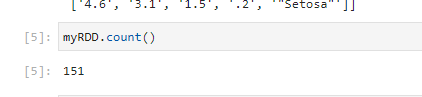 ['4.6', '3.1', '1.5', '.2', '"Setosa"']]
[5]: myRDD.count()
[5]: 151